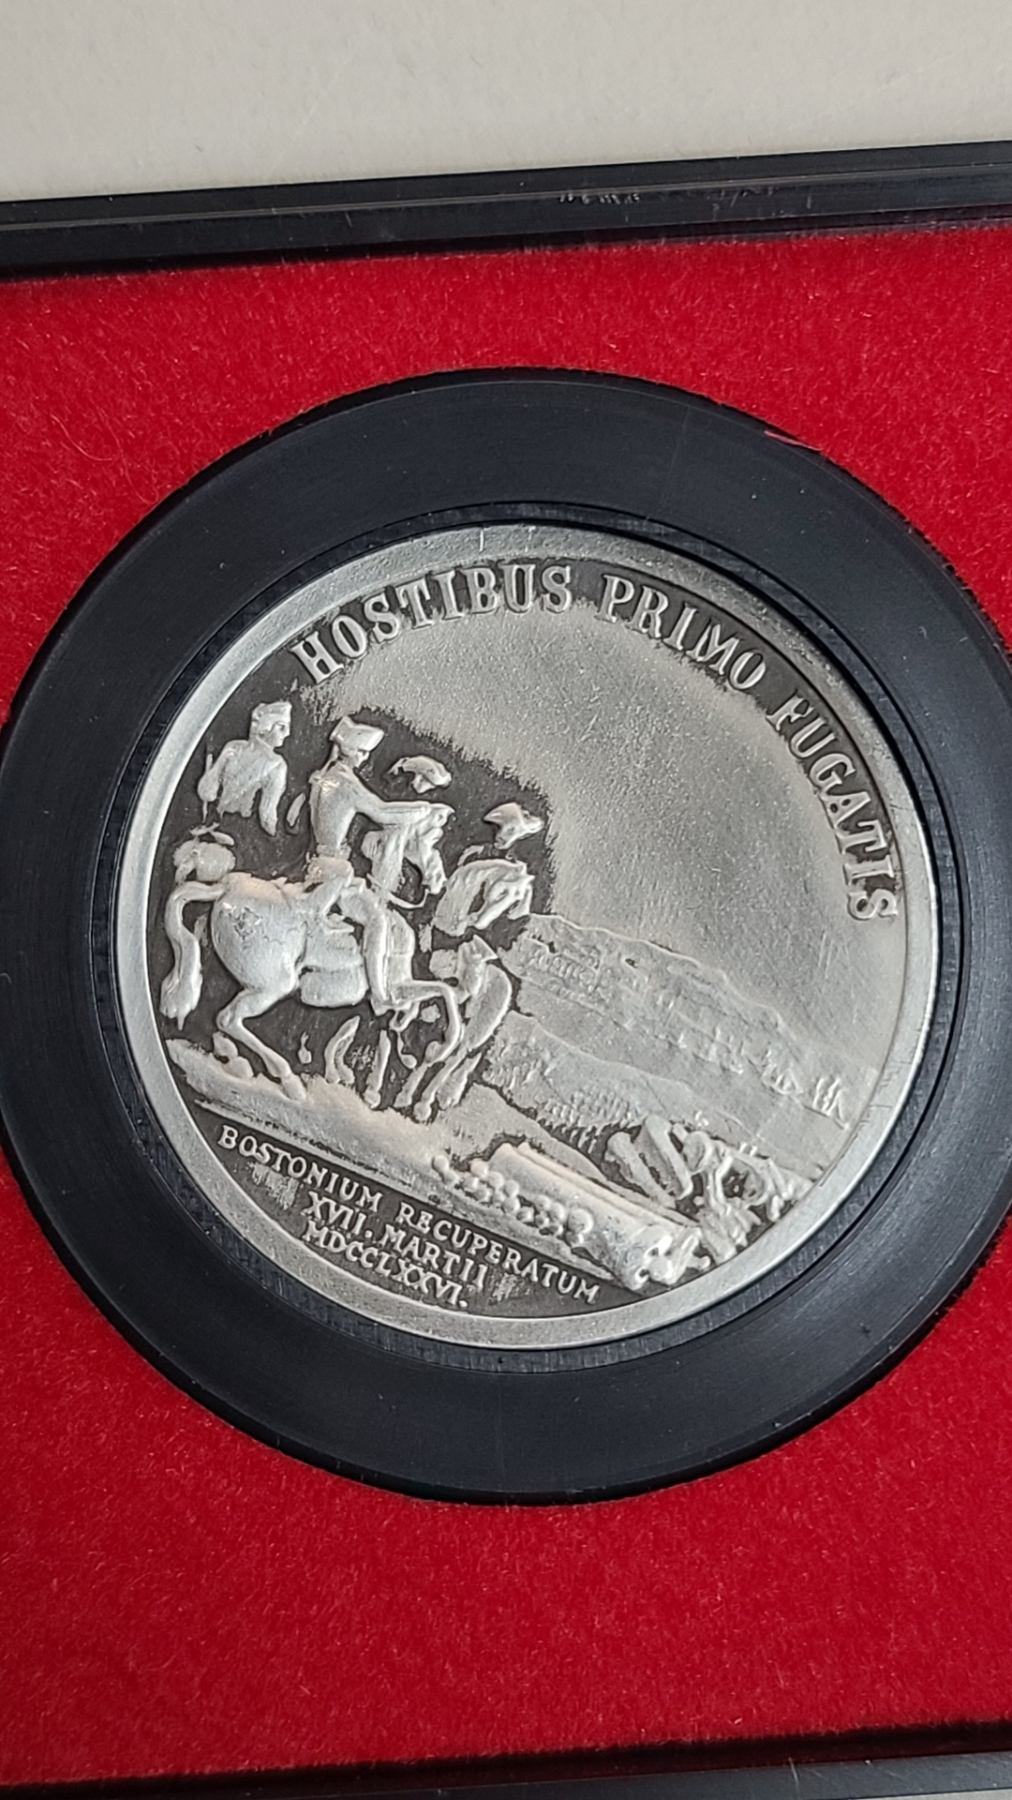 HOSTIBUS PRIMO FUGATIS
BOSTONIUM RECUPERATUM
XVII. MARTII
MDCCLXXVI.